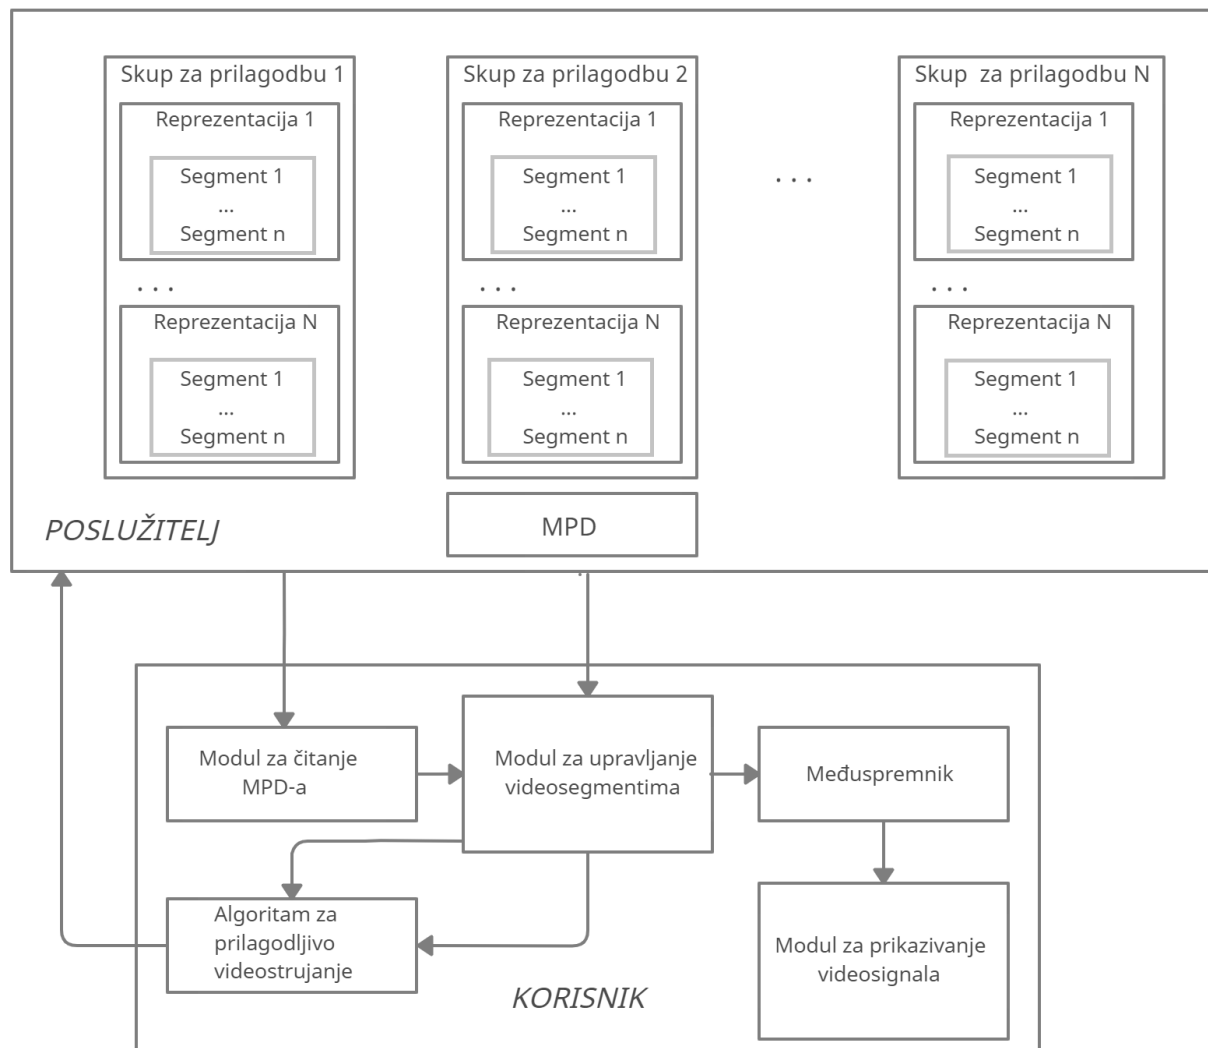 Skup za prilagodbu 1
Reprezentacija 1
Segment 1
...
Segment n
. . .
Reprezentacija N
Segment 1
...
Segment n
Skup za prilagodbu 2
Reprezentacija 1
Segment 1
...
Segment n
. . .
Reprezentacija N
Segment 1
...
Segment n
. . .
Skup za prilagodbu N
Reprezentacija 1
Segment 1
...
Segment n
. . .
Reprezentacija N
Segment 1
...
Segment n
POSLUŽITELJ
MPD
Modul za čitanje
MPD-a
Modul za upravljanje
videosegmentima
Međuspremnik
Algoritam za
prilagodljivo
videostrujanje
Modul za prikazivanje
videosignala
KORISNIK